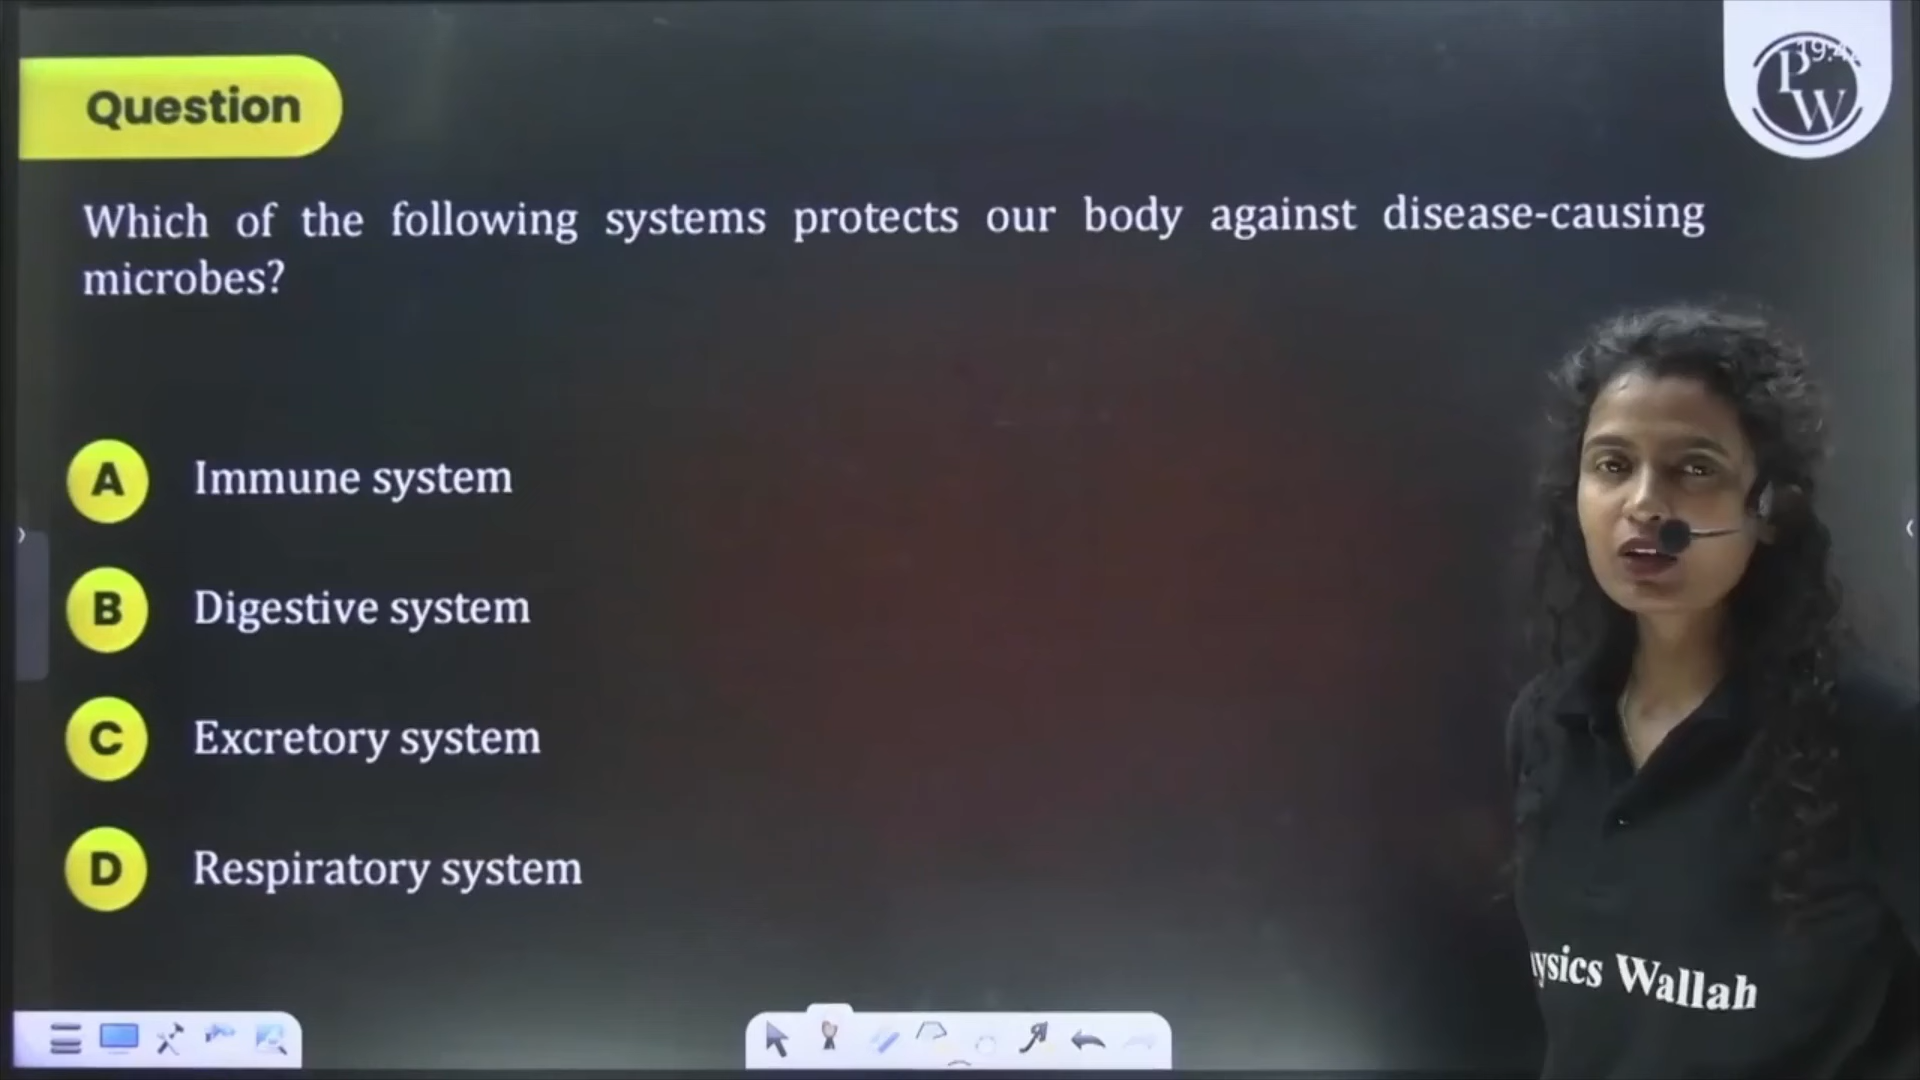 Question
PW
Which of the following systems protects our body against disease-causing
microbes?
A Immune system
B Digestive system
C Excretory system
D Respiratory system
ysics Wallah